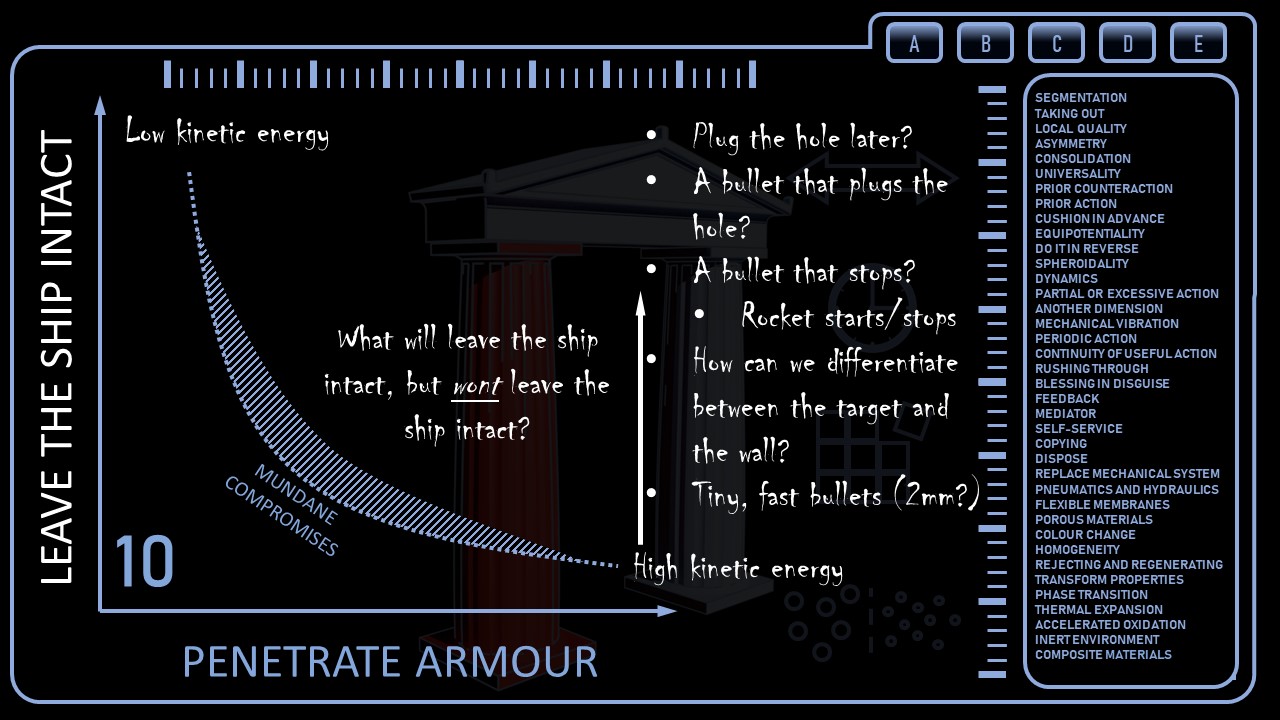 A B C D E
LEAVE THE SHIP INTACT
Low kinetic energy
What will leave the ship
intact, but wont leave the
ship intact?
MUNDANE
COMPROMISES
10
PENETRATE ARMOUR
High kinetic energy
• Plug the hole later?
• A bullet that plugs the
hole?
• A bullet that stops?
• Rocket starts/stops
• How can we differentiate
between the target and
the wall?
• Tiny, fast bullets (2mm?)
SEGMENTATION
TAKING OUT
LOCAL QUALITY
ASYMMETRY
CONSOLIDATION
UNIVERSALITY
PRIOR COUNTERACTION
PRIOR ACTION
CUSHION IN ADVANCE
EQUIPOTENTIALITY
DO IT IN REVERSE
SPHEROIDALITY
DYNAMICS
PARTIAL OR EXCESSIVE ACTION
ANOTHER DIMENSION
MECHANICAL VIBRATION
PERIODIC ACTION
CONTINUITY OF USEFUL ACTION
RUSHING THROUGH
BLESSING IN DISGUISE
FEEDBACK
MEDIATOR
SELF-SERVICE
COPYING
DISPOSE
REPLACE MECHANICAL SYSTEM
PNEUMATICS AND HYDRAULICS
FLEXIBLE MEMBRANES
POROUS MATERIALS
COLOUR CHANGE
HOMOGENEITY
REJECTING AND REGENERATING
TRANSFORM PROPERTIES
PHASE TRANSITION
THERMAL EXPANSION
ACCELERATED OXIDATION
INERT ENVIRONMENT
COMPOSITE MATERIALS